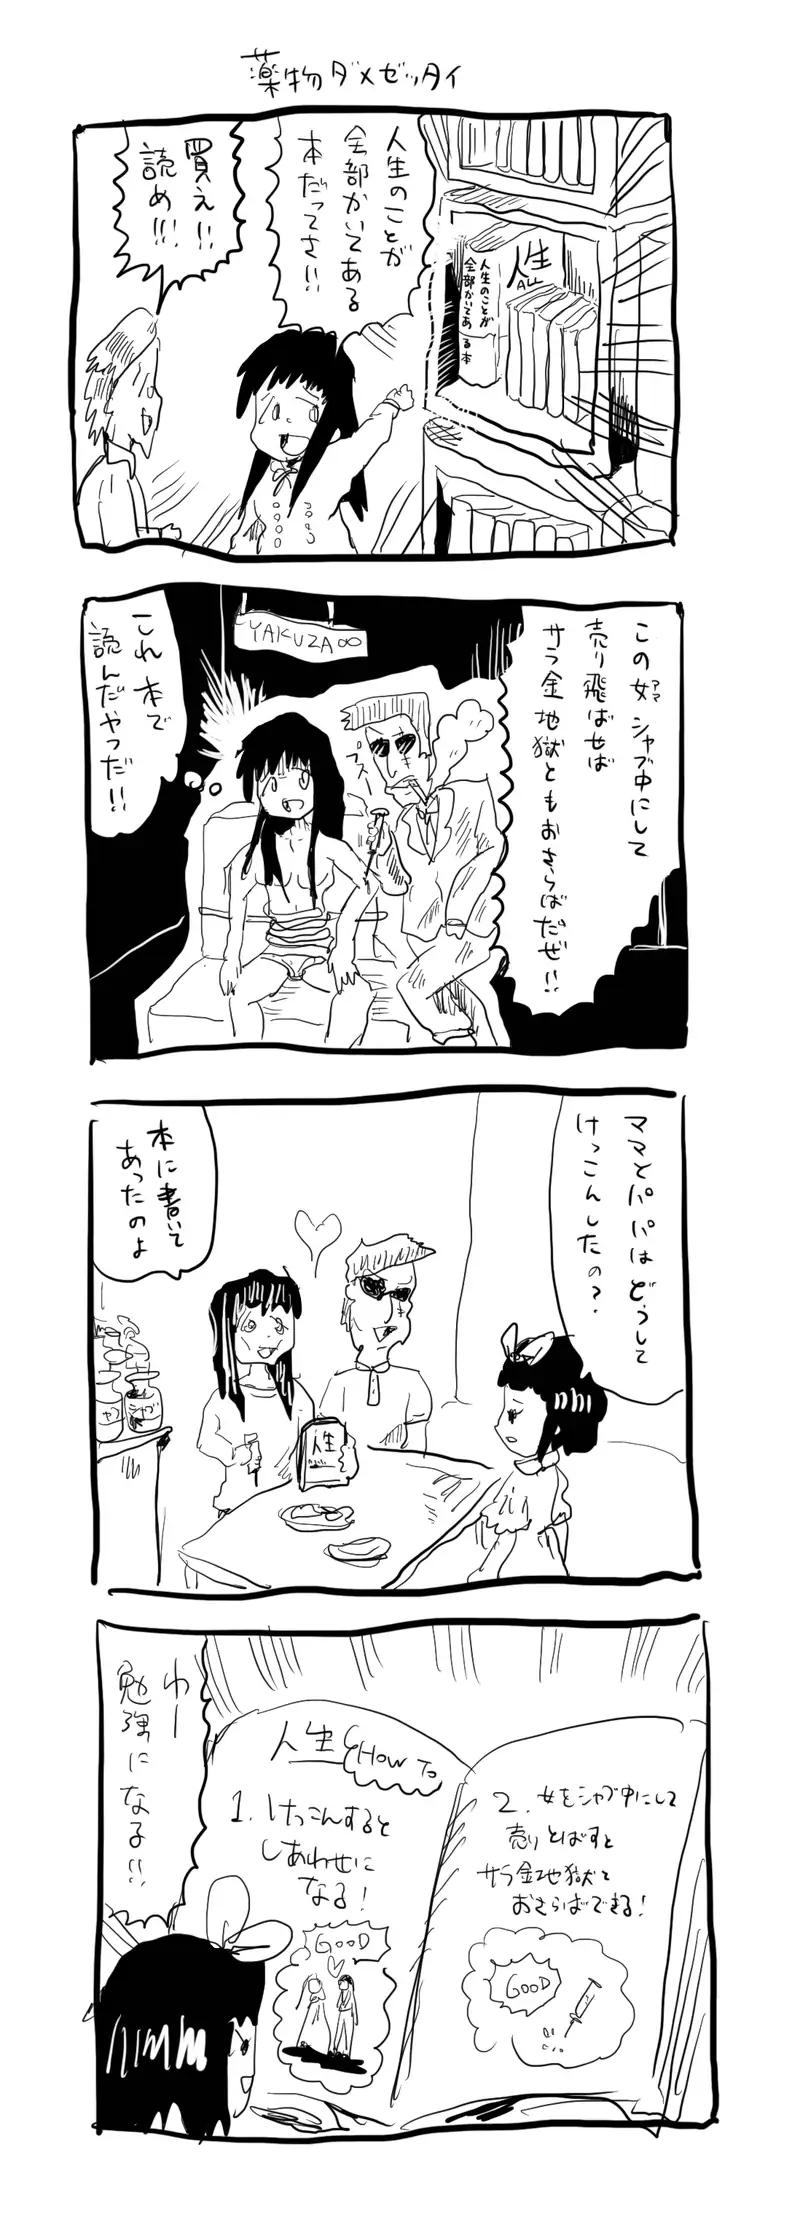 薬物ダメゼッタイ
人生のことが
全部かいてある
本だってさ!!
買え!!
読め!!!
人生
ALL
人生のことが
全部かいてあ
る本
YAKUZA∞
この女シャブ中にして
アマ
売り飛ばせば
サラ金地獄ともおさらばだぜ!!
プスー
これ本で
読んだやつだ!!
ママとパパはどうして
けっこんしたの?
本に書いて
あったのよ
シャブ
人生
人生
HOW TO
1. けっこんすると
しあわせに
なる!
GOOD
2. 女をシャブ中にして
売りとばすと
サラ金地獄と
おさらばできる!
GOOD
わー
勉強になる!!